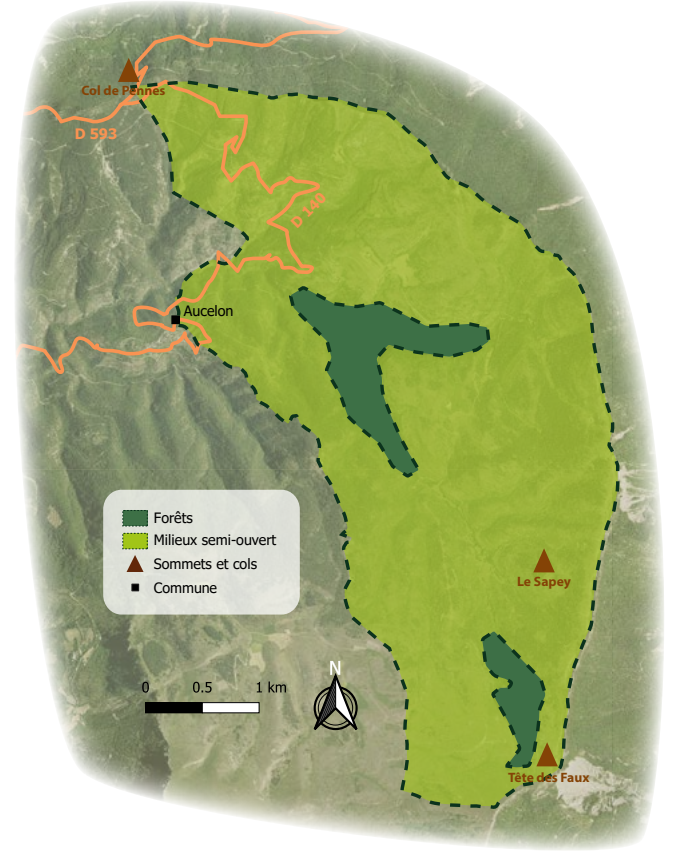 Col de Pennes
D 593
D 140
Aucelon
Forêts
Milieux semi-ouvert
Sommets et cols
Commune
Le Sapey
N
0 0.5 1 km
Tête des Faux